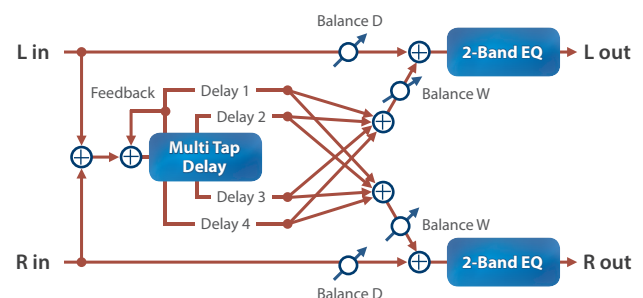 Balance D
L in
2-Band EQ
L out
Feedback
Delay 1
Balance W
Delay 2
Multi Tap
Delay
Delay 3
Delay 4
Balance W
R in
2-Band EQ
R out
Balance D